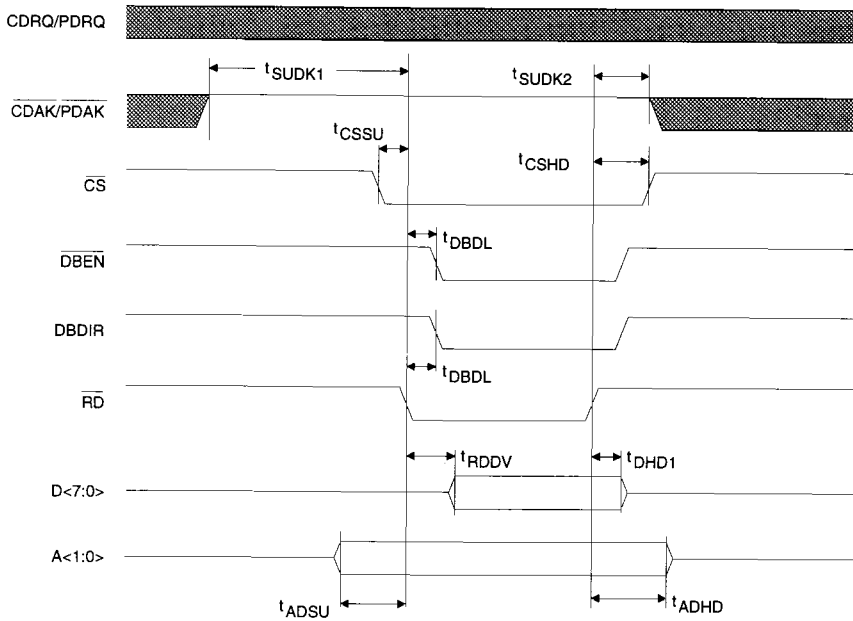 CDRQ/PDRQ
tSUDK1
tSUDK2
CDAK/PDAK
tCSSU
tCSHD
CS
tDBDL
DBEN
DBDIR
tDBDL
RD
tRDDV
tDHD1
D<7:0>
A<1:0>
tADSU
tADHD